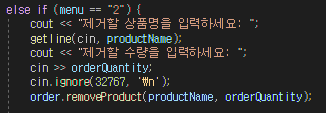 else if (menu == "2") {
cout << "제거할 상품명을 입력하세요: ";
getline(cin, productName);
cout << "제거할 수량을 입력하세요: ";
cin >> orderQuantity;
cin.ignore(32767, '₩n');
order.removeProduct(productName, orderQuantity);